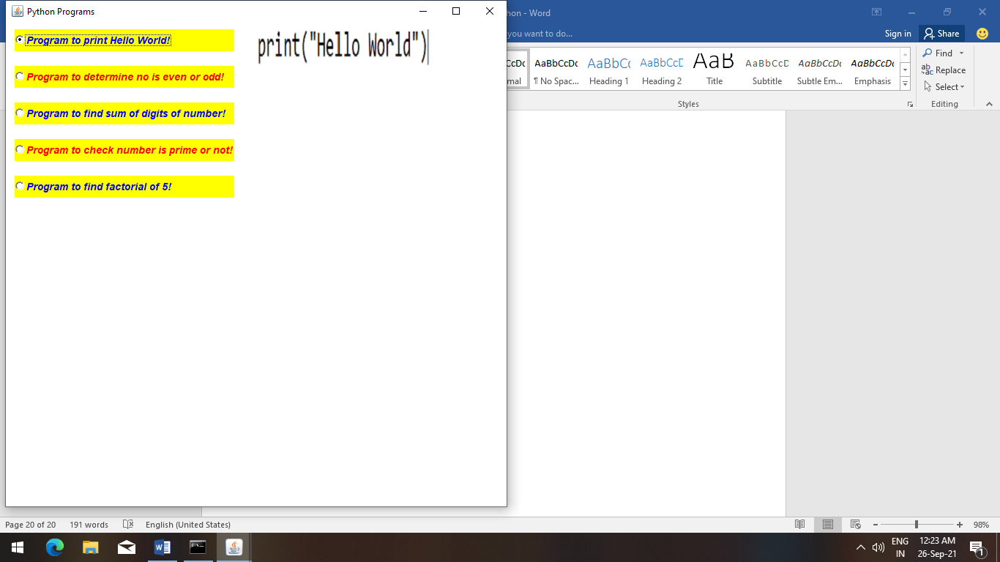 Python Programs
Program to print Hello World!
Program to determine no is even or odd!
Program to find sum of digits of number!
Program to check number is prime or not!
Program to find factorial of 5!
print("Hello World")
hon - Word
you want to do...
Sign in
Share
CcDc
AaBbCcDc
AaBbCc
AaBbCcC
AaB
AaBbCcD
AaBbCcDc
AaBbCcDc
mal
¶ No Spac...
Heading 1
Heading 2
Title
Subtitle
Subtle Em...
Emphasis
Styles
Find
Replace
Select
Editing
Page 20 of 20
191 words
English (United States)
98%
ENG
IN
12:23 AM
26-Sep-21
1